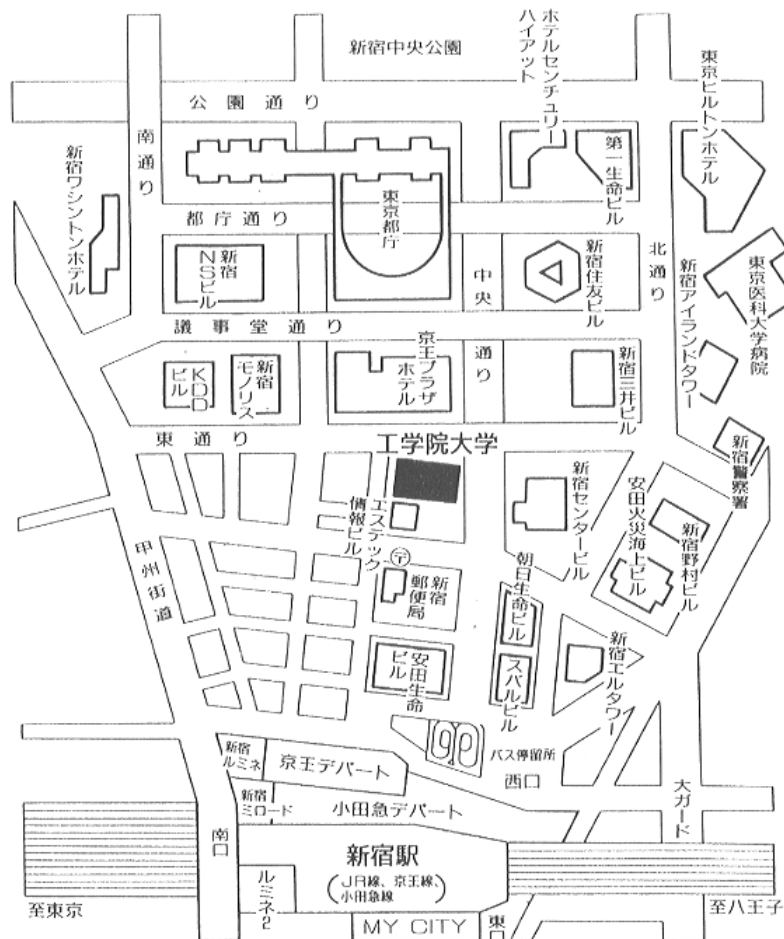 新宿中央公園
ホテルセンチュリー
ハイアット
東京ビルトンホテル
公園通り
南通り
第一生命ビル
新宿ワシントンホテル
東京都庁
都庁通り
北通り
新宿
NSビル
中央
通り
新宿住友ビル
新宿アイランドタワー
東京医科大学病院
議事堂通り
KDD
ビル
新宿
モノリス
京王プラザ
ホテル
新宿三井ビル
東通り
工学院大学
新宿警察署
エステック
情報ビル
新宿センタービル
安田火災海上ビル
新宿野村ビル
甲州街道
〒
新宿
郵便局
朝日生命ビル
安田生命
ビル
スバルビル
新宿エルタワー
新宿
ルミネ
京王デパート
バス停留所
西口
新宿
ミロード
小田急デパート
大ガード
南口
新宿駅
(JR線、京王線、
小田急線)
ルミネ2
至東京
至八王子
MY CITY
東口